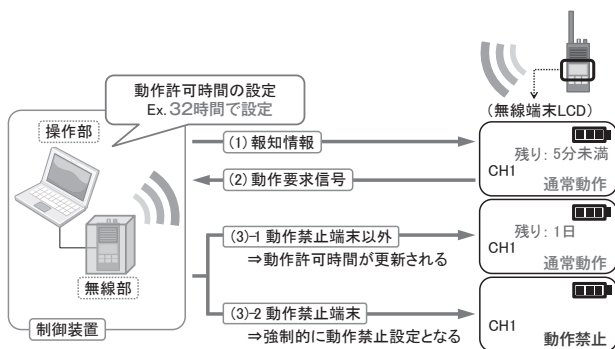 動作許可時間の設定
Ex. 32時間で設定
操作部
無線部
制御装置
(1) 報知情報
(2) 動作要求信号
(3)-1 動作禁止端末以外
⇒動作許可時間が更新される
(3)-2 動作禁止端末
⇒強制的に動作禁止設定となる
(無線端末LCD)
残り: 5分未満
CH1
通常動作
残り: 1日
CH1
通常動作
CH1
動作禁止